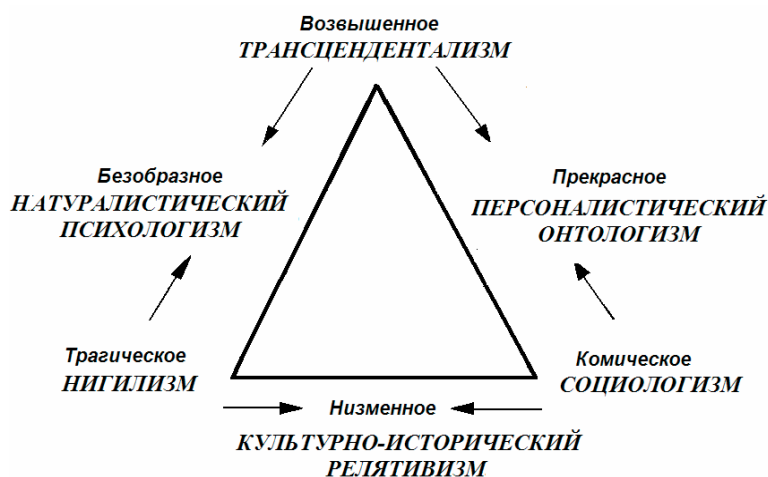 Возвышенное
ТРАНСЦЕНДЕНТАЛИЗМ
Безобразное
НАТУРАЛИСТИЧЕСКИЙ
ПСИХОЛОГИЗМ
Прекрасное
ПЕРСОНАЛИСТИЧЕСКИЙ
ОНТОЛОГИЗМ
Трагическое
НИГИЛИЗМ
Комическое
СОЦИОЛОГИЗМ
Низменное
КУЛЬТУРНО-ИСТОРИЧЕСКИЙ
РЕЛЯТИВИЗМ